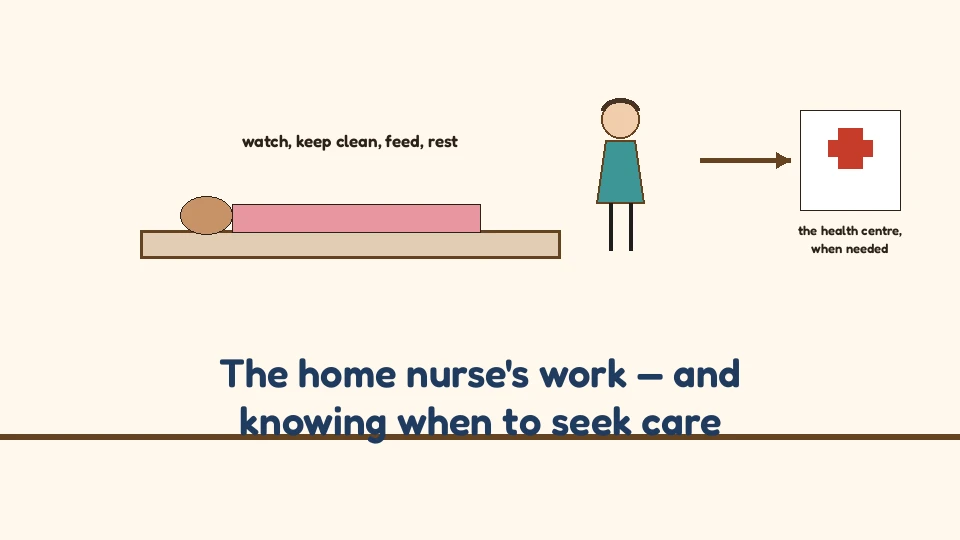 watch, keep clean, feed, rest
the health centre,
when needed
The home nurse's work — and
knowing when to seek care